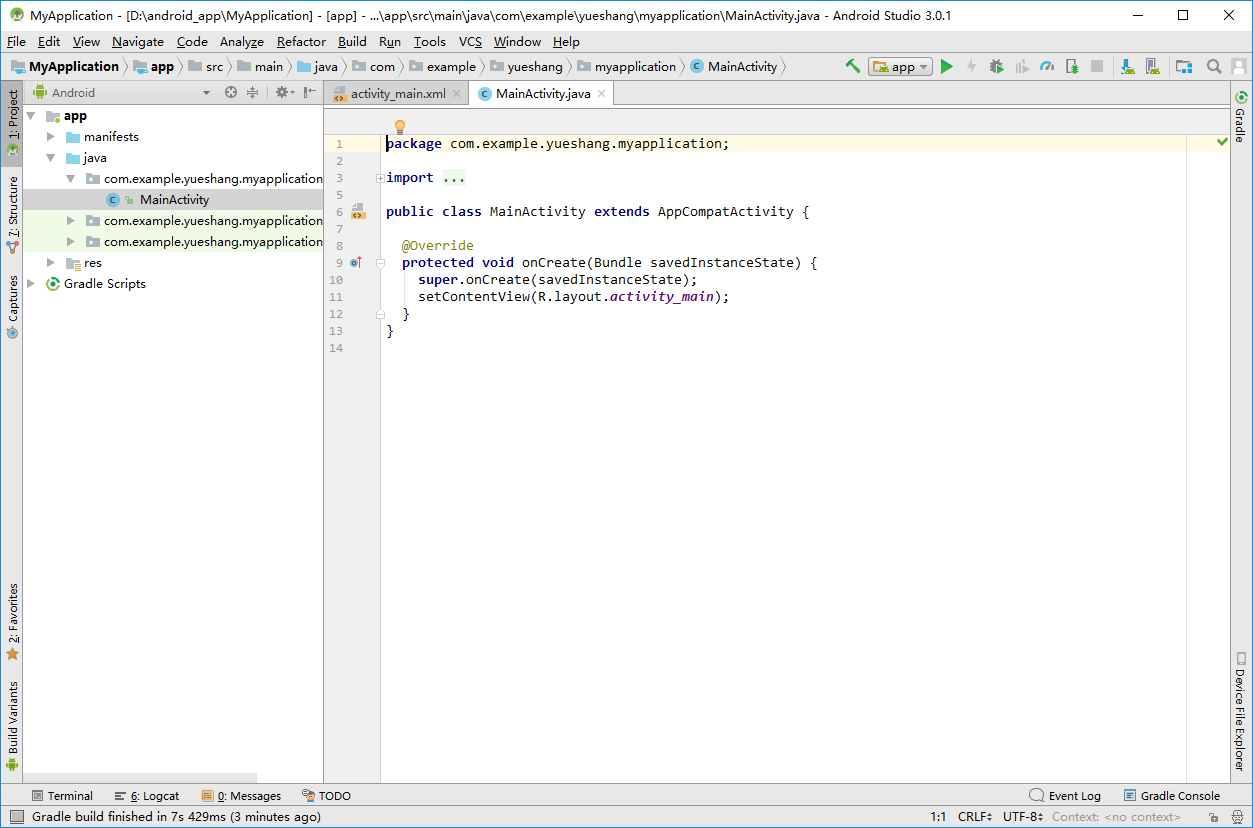 MyApplication - [D:\android_app\MyApplication] - [app] - ...\app\src\main\java\com\example\yueshang\myapplication\MainActivity.java - Android Studio 3.0.1
File Edit View Navigate Code Analyze Refactor Build Run Tools VCS Window Help
MyApplication app src main java com example yueshang myapplication MainActivity app
Android activity_main.xml MainActivity.java
1: Project
7: Structure
Captures
2: Favorites
Build Variants
app
manifests
java
com.example.yueshang.myapplication
MainActivity
com.example.yueshang.myapplication
com.example.yueshang.myapplication
res
Gradle Scripts
1 package com.example.yueshang.myapplication;
2
3 import ...
5
6 public class MainActivity extends AppCompatActivity {
7
8 @Override
9 protected void onCreate(Bundle savedInstanceState) {
10 super.onCreate(savedInstanceState);
11 setContentView(R.layout.activity_main);
12 }
13 }
14
Gradle
Device File Explorer
Terminal 6: Logcat 0: Messages TODO Event Log Gradle Console
Gradle build finished in 7s 429ms (3 minutes ago) 1:1 CRLF UTF-8 Context: <no context>